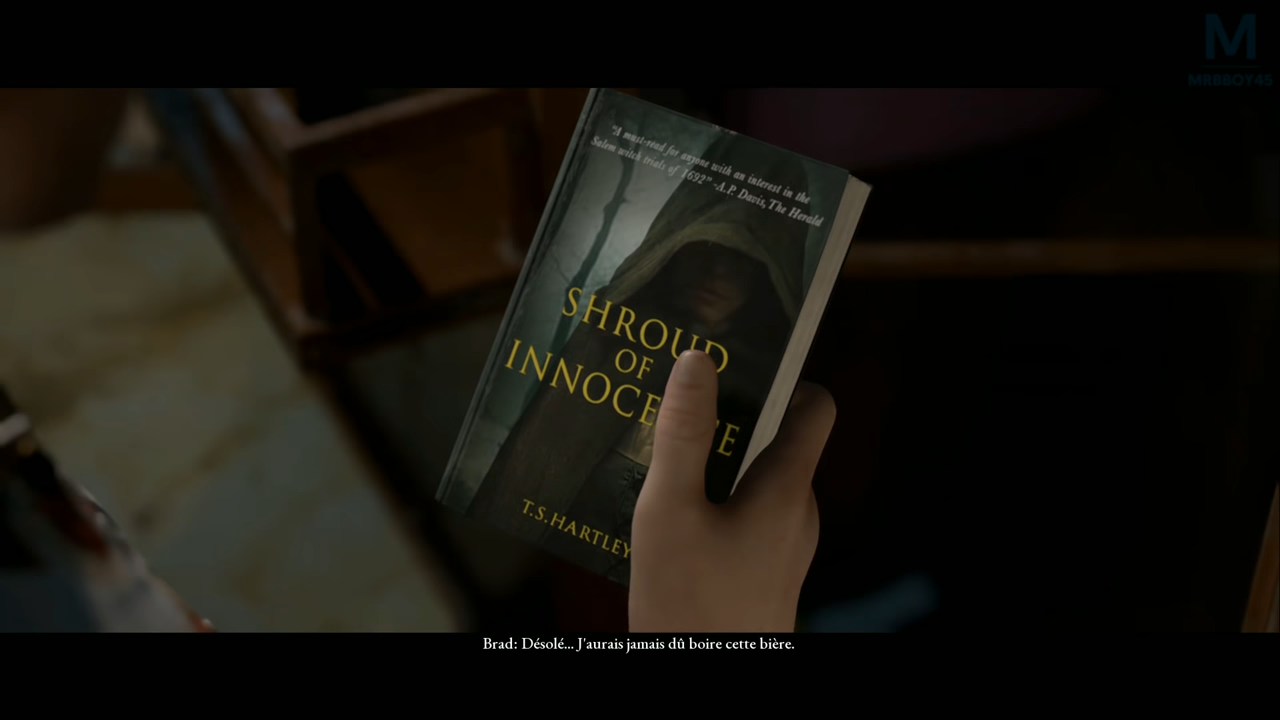 M
MRBBOY45
"A must-read for anyone with an interest in the
Salem witch trials of 1692" -A.P. Davis, The Herald
SHROUD
OF
INNOCE E
T.S.HARTLEY
Brad: Désolé... J'aurais jamais dû boire cette bière.